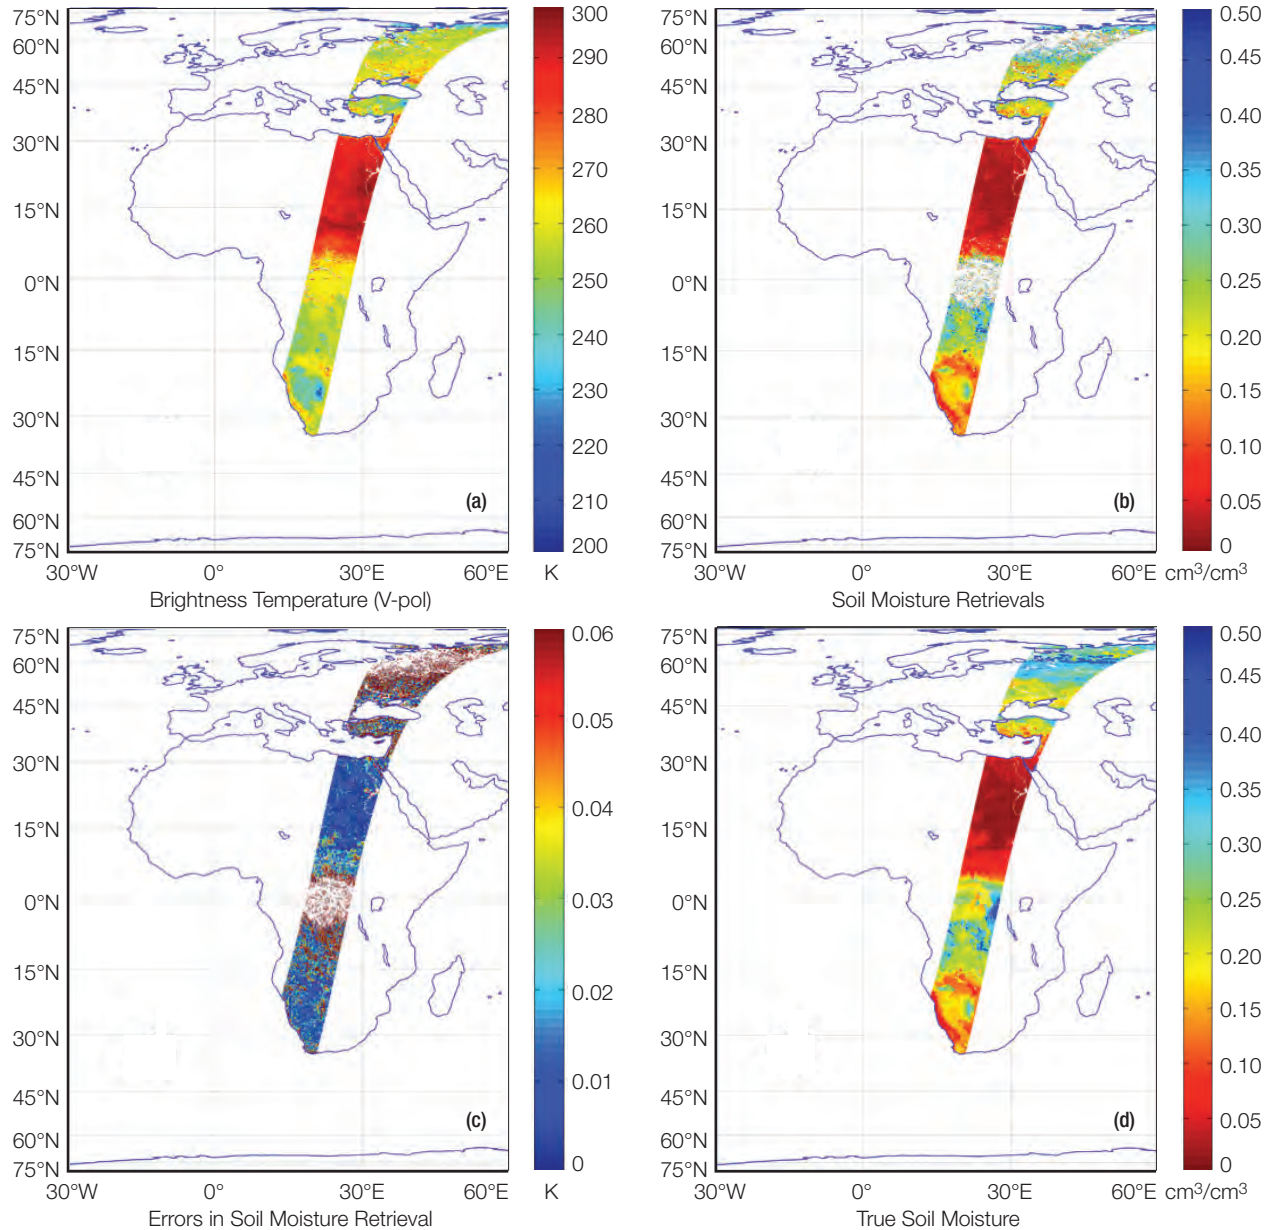 75°N
60°N
45°N
30°N
15°N
0°N
15°N
30°N
45°N
60°N
75°N
30°W 0° 30°E 60°E
300
290
280
270
260
250
240
230
220
210
200
K
(a)
Brightness Temperature (V-pol)
75°N
60°N
45°N
30°N
15°N
0°N
15°N
30°N
45°N
60°N
75°N
30°W 0° 30°E 60°E
0.50
0.45
0.40
0.35
0.30
0.25
0.20
0.15
0.10
0.05
0
cm³/cm³
(b)
Soil Moisture Retrievals
75°N
60°N
45°N
30°N
15°N
0°N
15°N
30°N
45°N
60°N
75°N
30°W 0° 30°E 60°E
0.06
0.05
0.04
0.03
0.02
0.01
0
K
(c)
Errors in Soil Moisture Retrieval
75°N
60°N
45°N
30°N
15°N
0°N
15°N
30°N
45°N
60°N
75°N
30°W 0° 30°E 60°E
0.50
0.45
0.40
0.35
0.30
0.25
0.20
0.15
0.10
0.05
0
cm³/cm³
(d)
True Soil Moisture